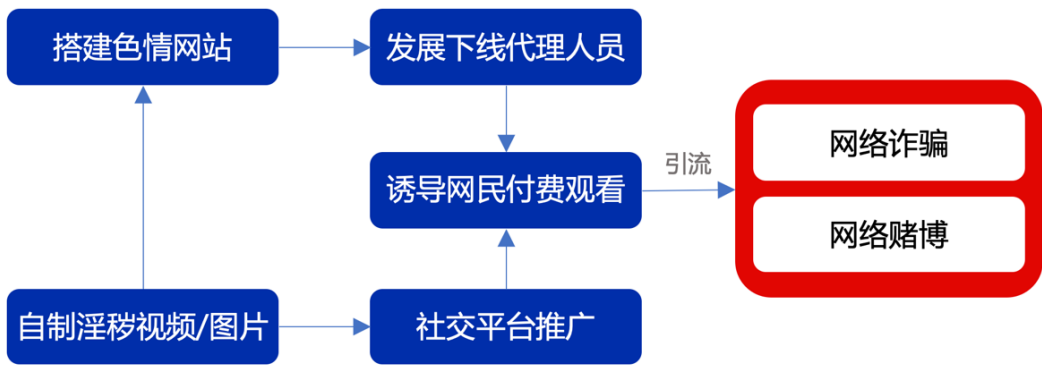 搭建色情网站
发展下线代理人员
网络诈骗
诱导网民付费观看
引流
网络赌博
自制淫秽视频/图片
社交平台推广